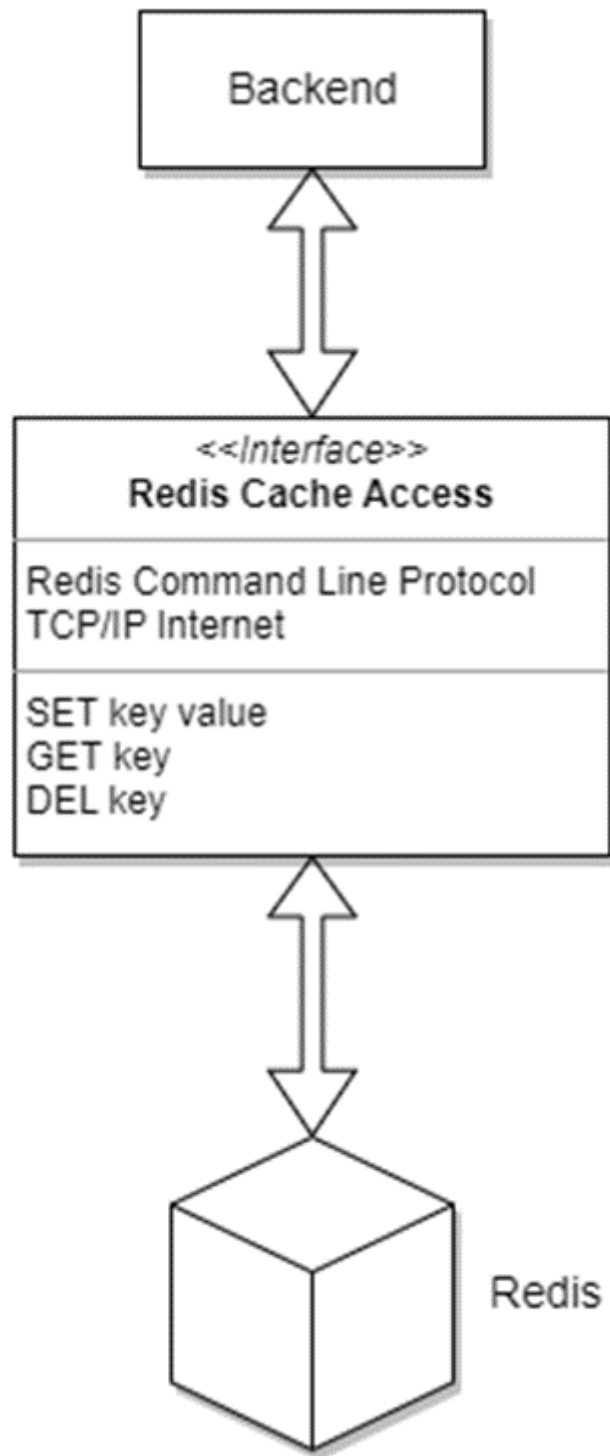 Backend
<<Interface>>
Redis Cache Access
Redis Command Line Protocol
TCP/IP Internet
SET key value
GET key
DEL key
Redis